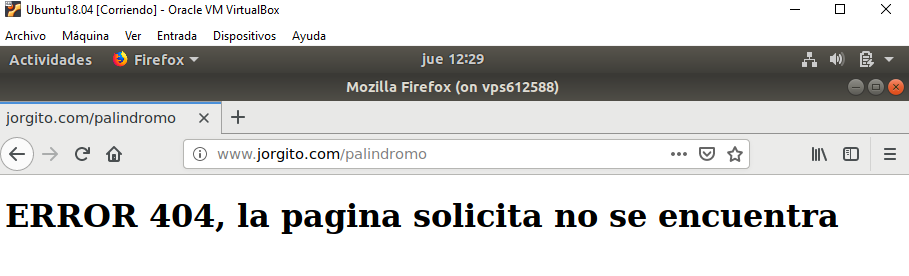 Ubuntu18.04 [Corriendo] - Oracle VM VirtualBox
Archivo Máquina Ver Entrada Dispositivos Ayuda
Actividades Firefox jue 12:29
Mozilla Firefox (on vps612588)
jorgito.com/palindromo
www.jorgito.com/palindromo
ERROR 404, la pagina solicita no se encuentra